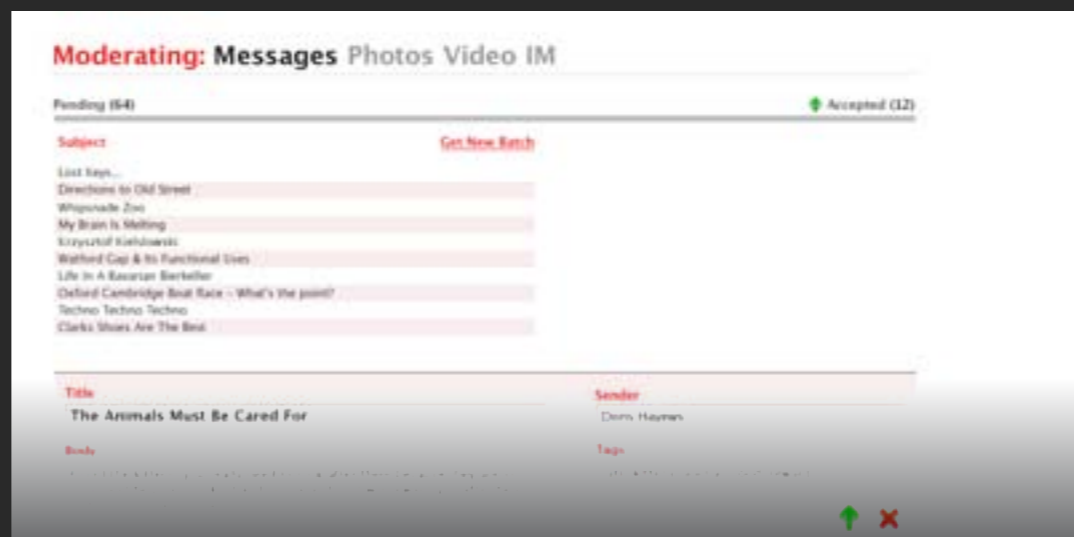 Moderating: Messages Photos Video IM
Pending (64)
Accepted (12)
Subject
Get New Batch
Lost Keys...
Directions to Old Street
Whipsnade Zoo
My Brain Is Melting
Krzysztof Kieslowski
Watford Gap & Its Functional Uses
Life In A Bavarian Bierkeller
Oxford Cambridge Boat Race - What's the point?
Techno Techno Techno
Clarks Shoes Are The Best
Title
Sender
The Animals Must Be Cared For
Body
Tags